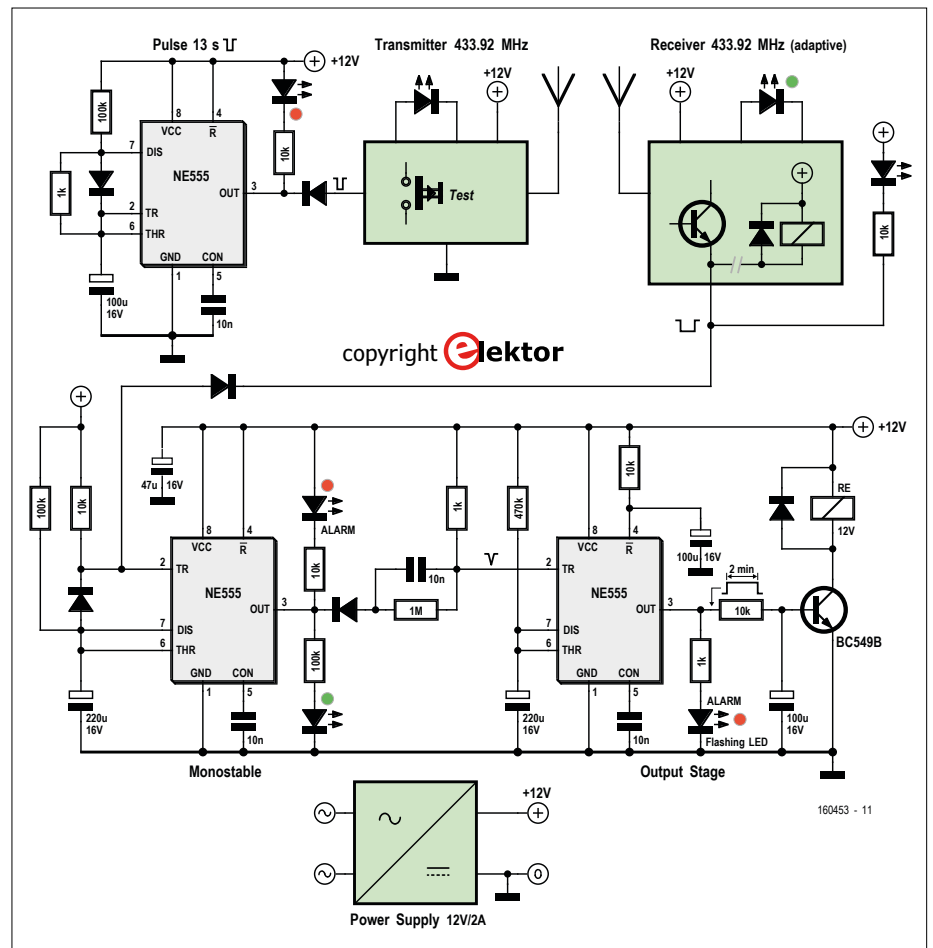 Pulse 13 s
Transmitter 433.92 MHz
Receiver 433.92 MHz (adaptive)
+12V
+12V
+12V
100k
8
4
VCC
R
7
DIS
NE555
OUT
3
10k
1k
2
TR
6
THR
GND
CON
1
5
100u
16V
10n
Test
10k
copyright elektor
+12V
100k
10k
47u
16V
ALARM
1k
470k
10k
RE
12V
8
4
VCC
R
2
TR
NE555
OUT
3
10k
10n
1M
7
DIS
6
THR
100k
GND
CON
1
5
220u
16V
10n
8
4
VCC
R
100u
16V
2
TR
NE555
OUT
3
2 min
10k
7
DIS
6
THR
1k
BC549B
GND
CON
1
5
220u
16V
10n
ALARM
Flashing LED
100u
16V
Monostable
Output Stage
+12V
0
160453 - 11
Power Supply 12V/2A